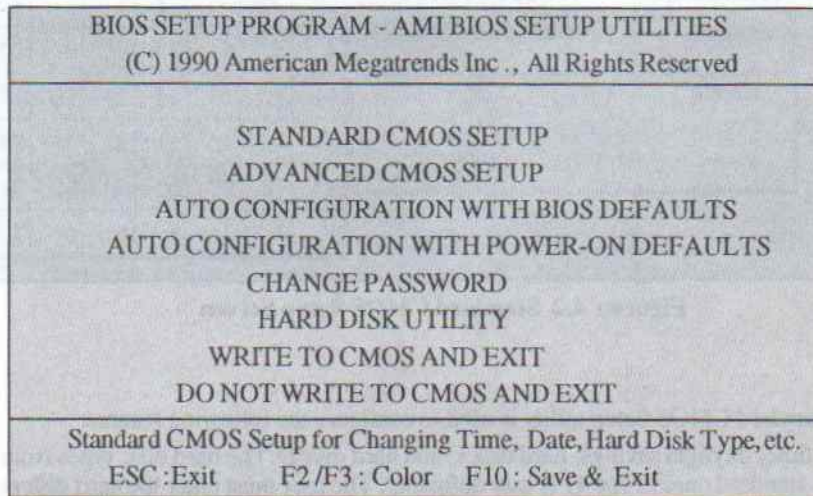 BIOS SETUP PROGRAM - AMI BIOS SETUP UTILITIES
(C) 1990 American Megatrends Inc ., All Rights Reserved
STANDARD CMOS SETUP
ADVANCED CMOS SETUP
AUTO CONFIGURATION WITH BIOS DEFAULTS
AUTO CONFIGURATION WITH POWER-ON DEFAULTS
CHANGE PASSWORD
HARD DISK UTILITY
WRITE TO CMOS AND EXIT
DO NOT WRITE TO CMOS AND EXIT
Standard CMOS Setup for Changing Time, Date, Hard Disk Type, etc.
ESC :Exit F2 /F3 : Color F10 : Save & Exit